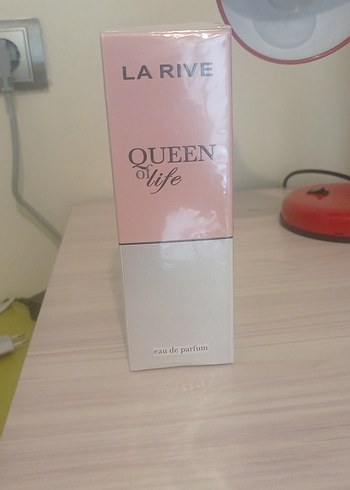 LA RIVE
QUEEN
of life
eau de parfum